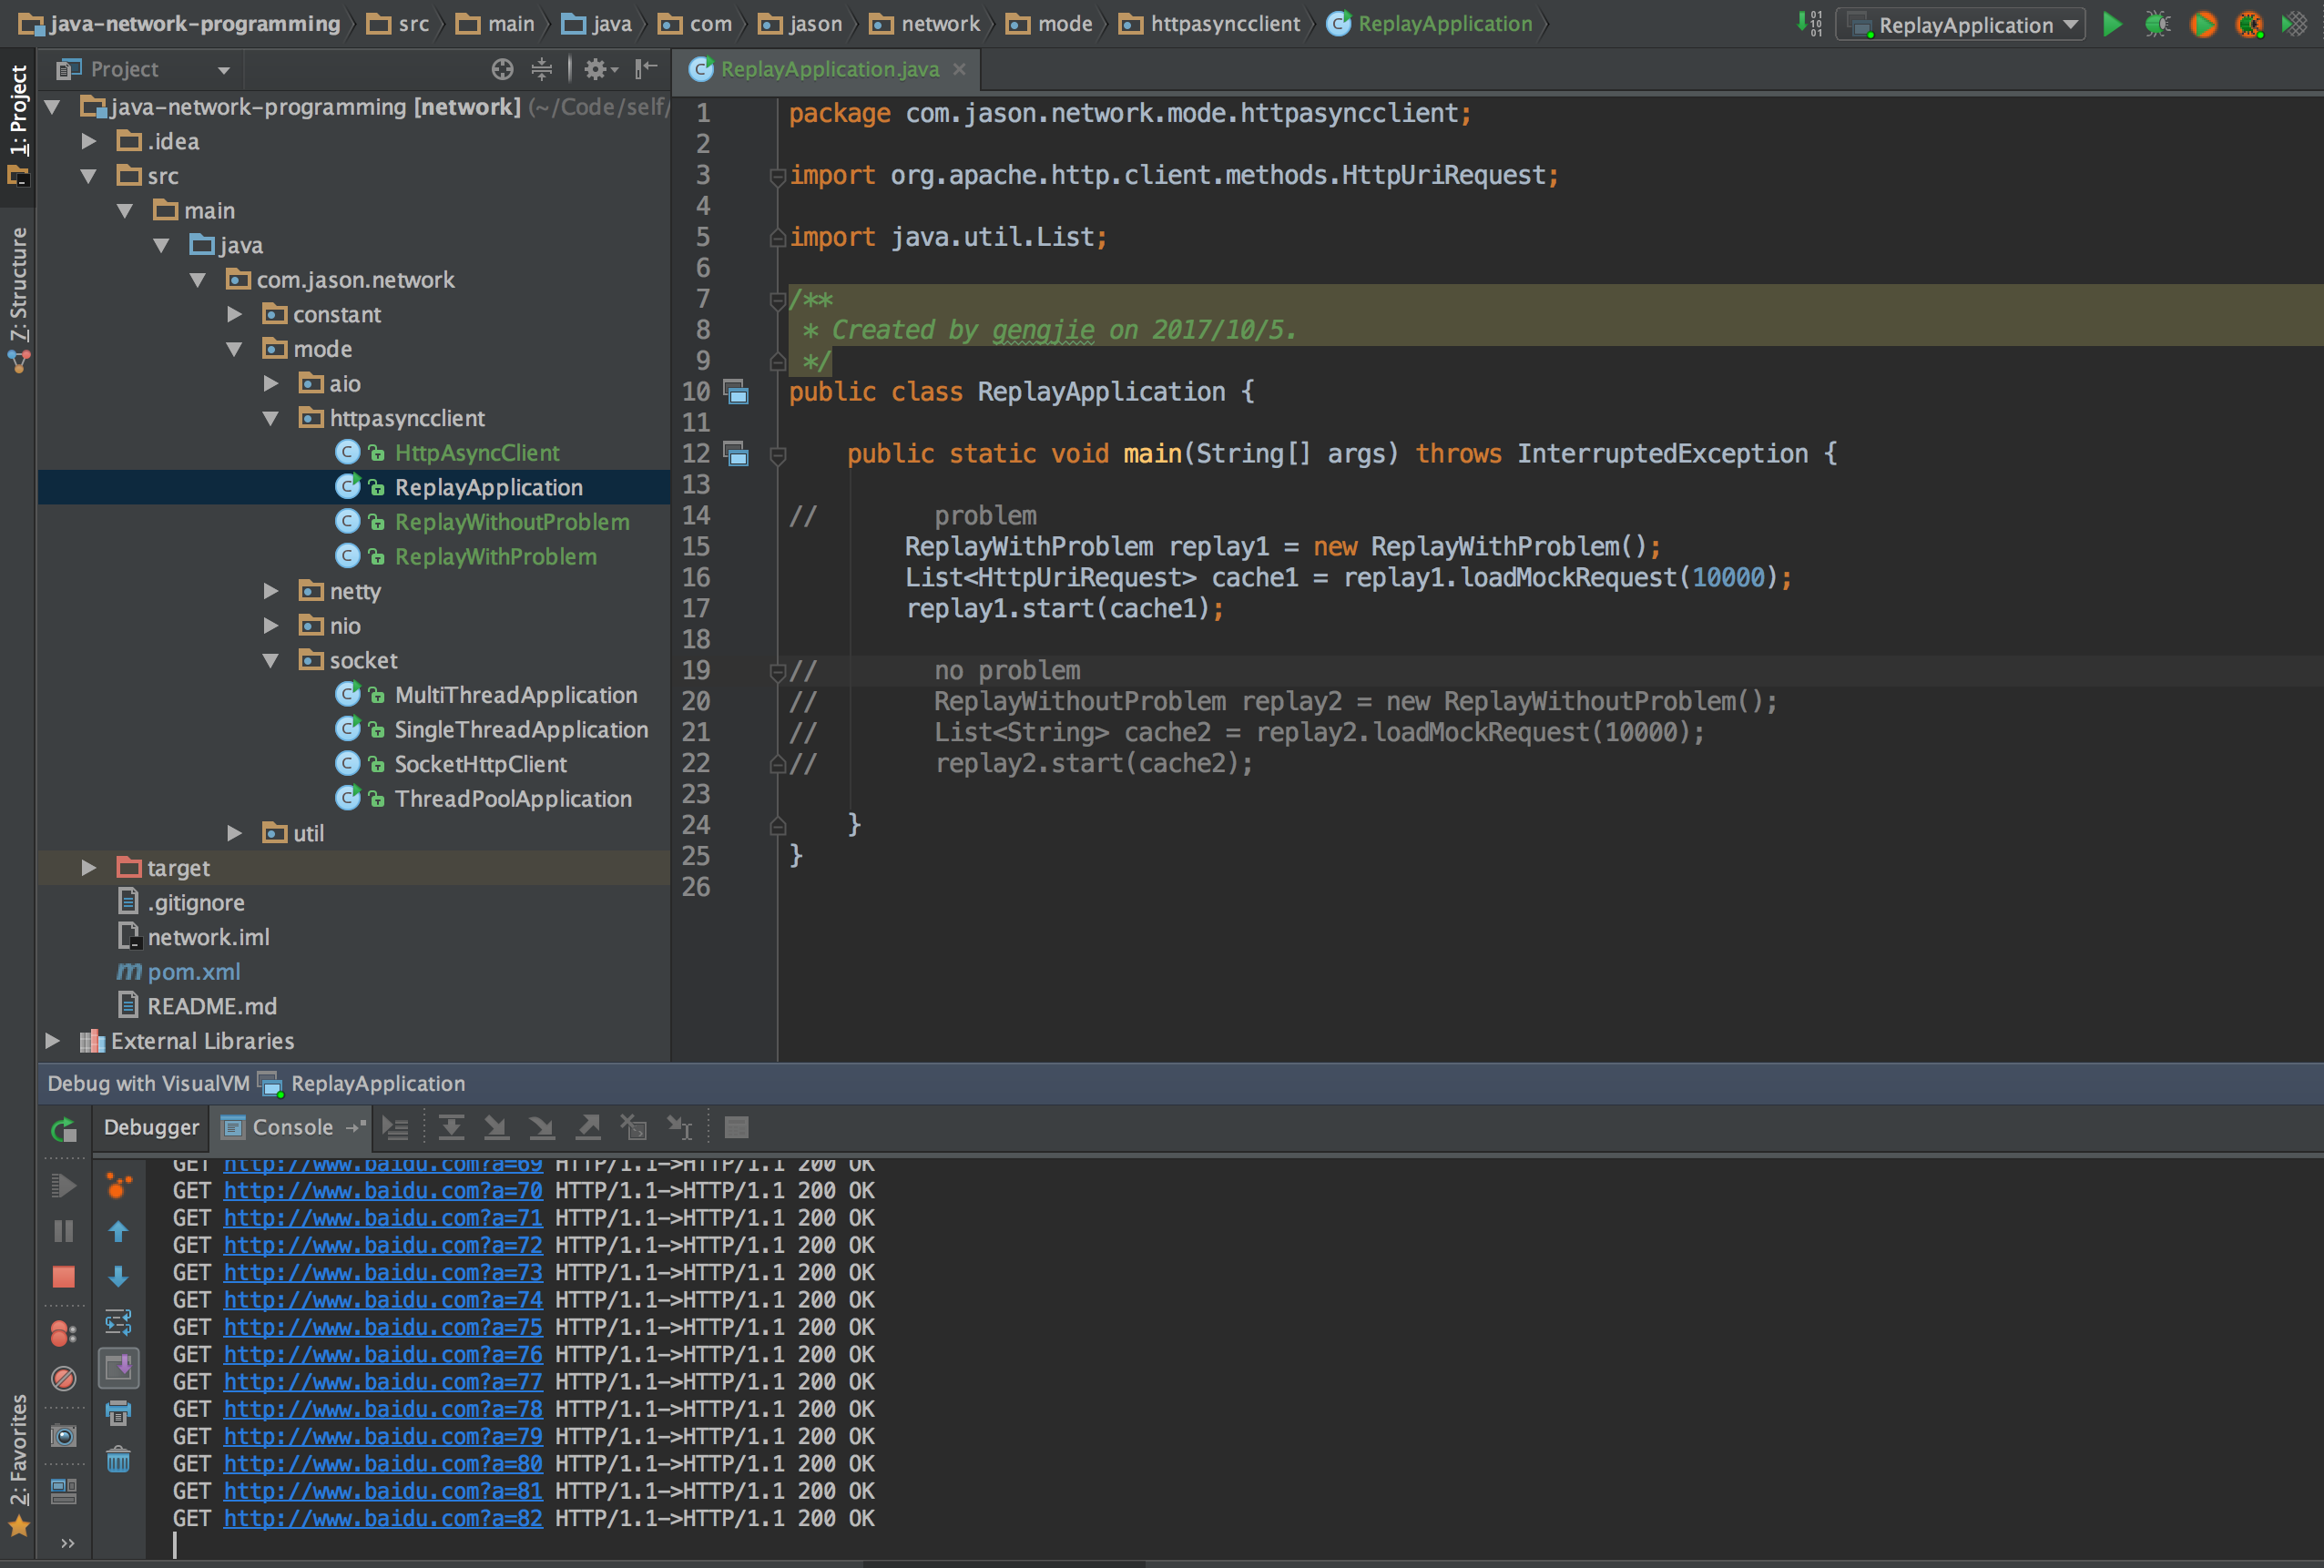 java-network-programming src main java com jason network mode httpasyncclient ReplayApplication ReplayApplication
1: Project
7: Structure
2: Favorites
Project
java-network-programming [network] (~/Code/self/
.idea
src
main
java
com.jason.network
constant
mode
aio
httpasyncclient
HttpAsyncClient
ReplayApplication
ReplayWithoutProblem
ReplayWithProblem
netty
nio
socket
MultiThreadApplication
SingleThreadApplication
SocketHttpClient
ThreadPoolApplication
util
target
.gitignore
network.iml
pom.xml
README.md
External Libraries
ReplayApplication.java
1 package com.jason.network.mode.httpasyncclient;
2
3 import org.apache.http.client.methods.HttpUriRequest;
4
5 import java.util.List;
6
7 /**
8  * Created by gengjie on 2017/10/5.
9  */
10 public class ReplayApplication {
11
12     public static void main(String[] args) throws InterruptedException {
13
14 //        problem
15         ReplayWithProblem replay1 = new ReplayWithProblem();
16         List<HttpUriRequest> cache1 = replay1.loadMockRequest(10000);
17         replay1.start(cache1);
18
19 //        no problem
20 //        ReplayWithoutProblem replay2 = new ReplayWithoutProblem();
21 //        List<String> cache2 = replay2.loadMockRequest(10000);
22 //        replay2.start(cache2);
23
24     }
25 }
26
Debug with VisualVM ReplayApplication
Debugger Console
GET http://www.baidu.com?a=69 HTTP/1.1->HTTP/1.1 200 OK
GET http://www.baidu.com?a=70 HTTP/1.1->HTTP/1.1 200 OK
GET http://www.baidu.com?a=71 HTTP/1.1->HTTP/1.1 200 OK
GET http://www.baidu.com?a=72 HTTP/1.1->HTTP/1.1 200 OK
GET http://www.baidu.com?a=73 HTTP/1.1->HTTP/1.1 200 OK
GET http://www.baidu.com?a=74 HTTP/1.1->HTTP/1.1 200 OK
GET http://www.baidu.com?a=75 HTTP/1.1->HTTP/1.1 200 OK
GET http://www.baidu.com?a=76 HTTP/1.1->HTTP/1.1 200 OK
GET http://www.baidu.com?a=77 HTTP/1.1->HTTP/1.1 200 OK
GET http://www.baidu.com?a=78 HTTP/1.1->HTTP/1.1 200 OK
GET http://www.baidu.com?a=79 HTTP/1.1->HTTP/1.1 200 OK
GET http://www.baidu.com?a=80 HTTP/1.1->HTTP/1.1 200 OK
GET http://www.baidu.com?a=81 HTTP/1.1->HTTP/1.1 200 OK
GET http://www.baidu.com?a=82 HTTP/1.1->HTTP/1.1 200 OK